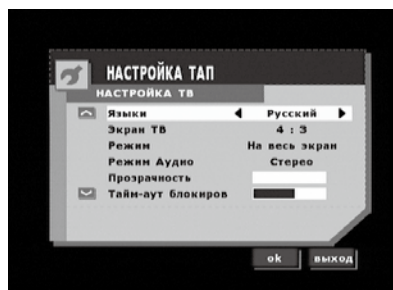 НАСТРОЙКА ТАП
НАСТРОЙКА ТВ
Языки Русский
Экран ТВ 4 : 3
Режим На весь экран
Режим Аудио Стерео
Прозрачность
Тайм-аут блокиров
ok выход